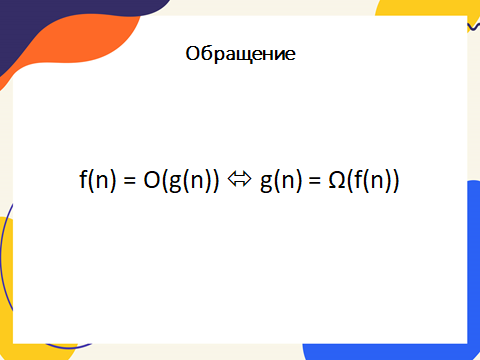 Обращение
f(n) = O(g(n)) ⬄ g(n) = Ω(f(n))